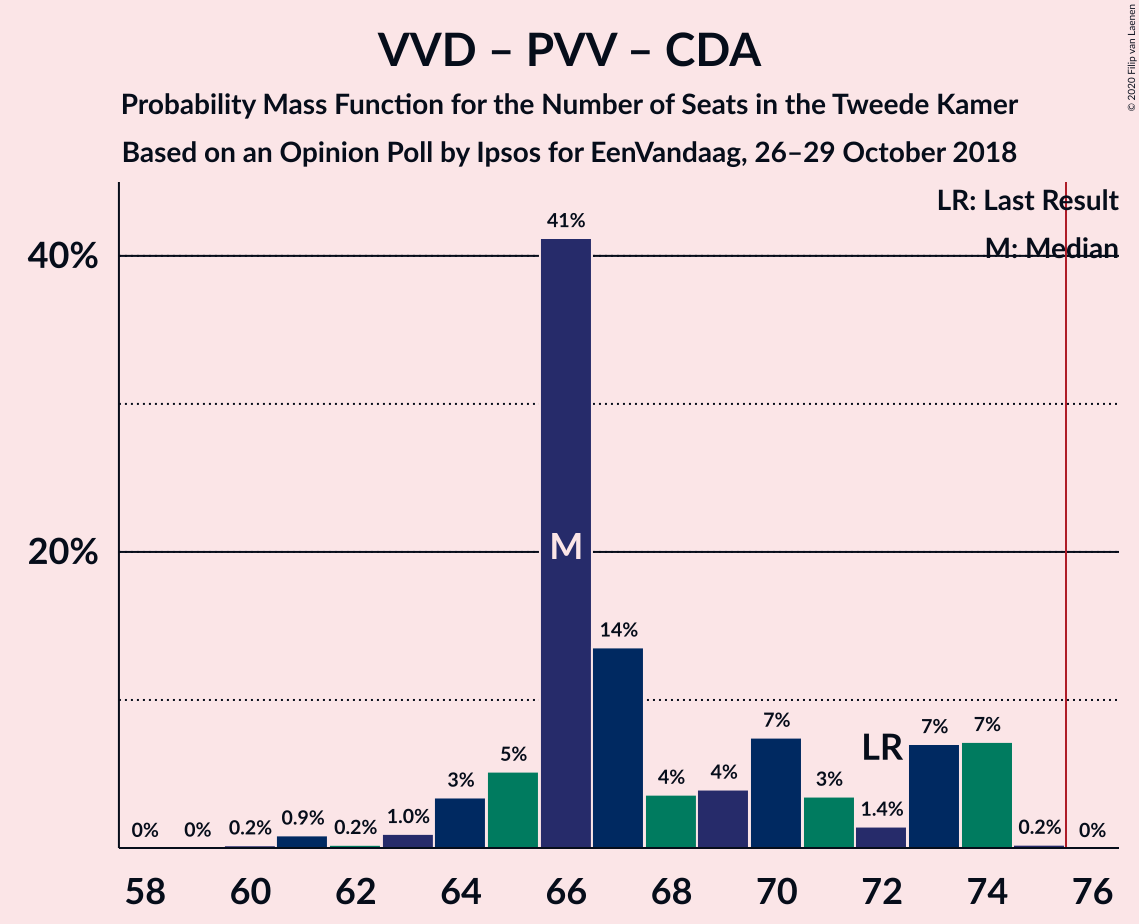 VVD – PVV – CDA
Probability Mass Function for the Number of Seats in the Tweede Kamer
Based on an Opinion Poll by Ipsos for EenVandaag, 26–29 October 2018
© 2020 Filip van Laenen
LR: Last Result
M: Median
40%
20%
0%
0%
0.2%
0.9%
0.2%
1.0%
3%
5%
41%
M
14%
4%
4%
7%
3%
LR
1.4%
7%
7%
0.2%
0%
58 60 62 64 66 68 70 72 74 76